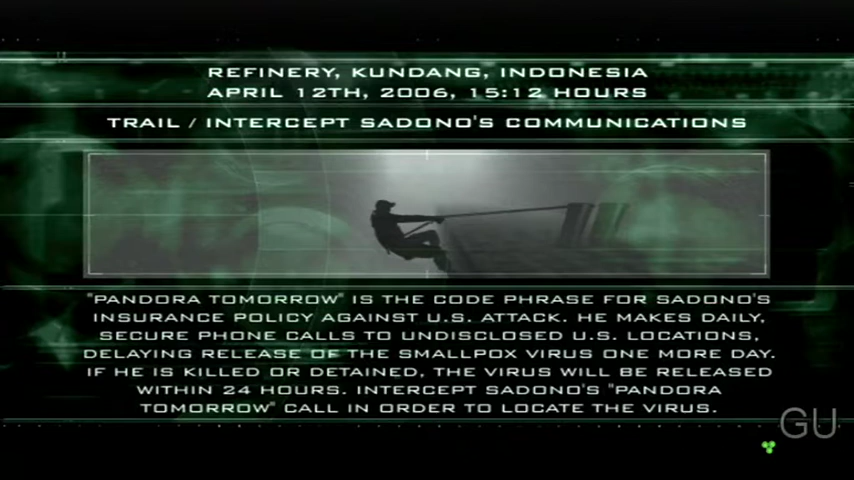 REFINERY, KUNDANG, INDONESIA
APRIL 12TH, 2006, 15:12 HOURS
TRAIL / INTERCEPT SADONO'S COMMUNICATIONS
"PANDORA TOMORROW" IS THE CODE PHRASE FOR SADONO'S
INSURANCE POLICY AGAINST U.S. ATTACK. HE MAKES DAILY,
SECURE PHONE CALLS TO UNDISCLOSED U.S. LOCATIONS,
DELAYING RELEASE OF THE SMALLPOX VIRUS ONE MORE DAY.
IF HE IS KILLED OR DETAINED, THE VIRUS WILL BE RELEASED
WITHIN 24 HOURS. INTERCEPT SADONO'S "PANDORA
TOMORROW" CALL IN ORDER TO LOCATE THE VIRUS.
GU